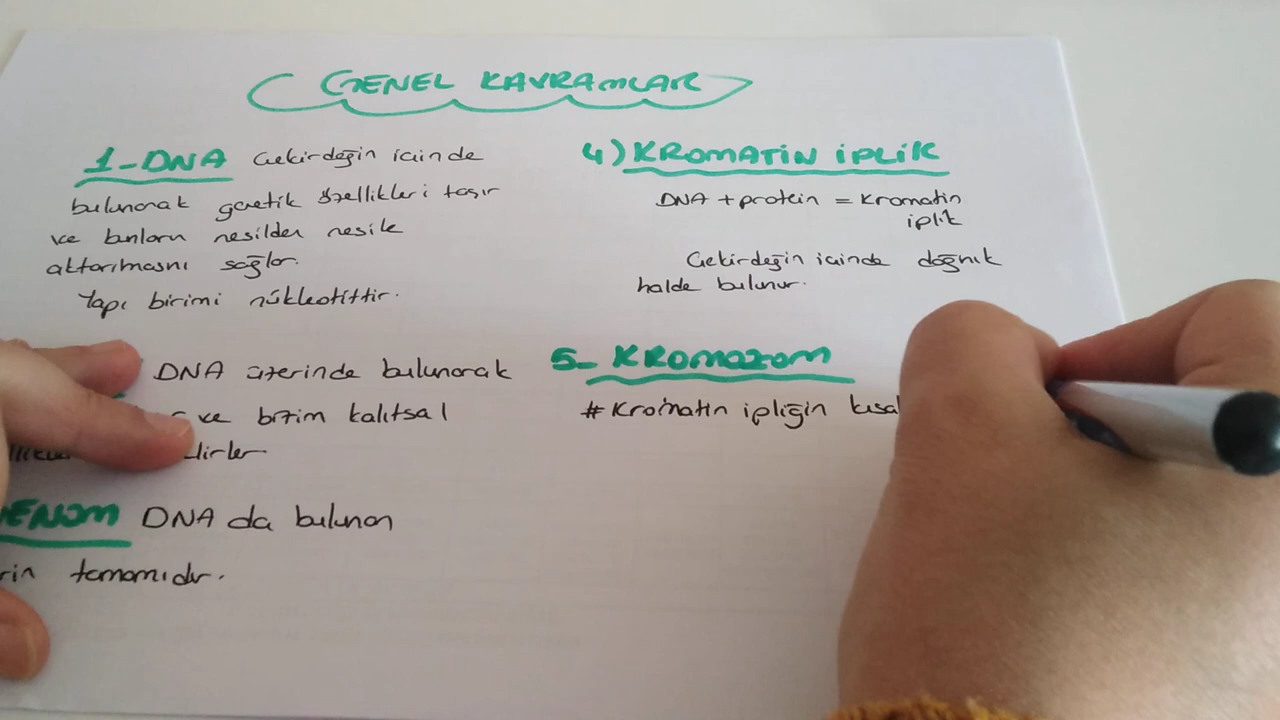 GENEL KAVRAMLAR
1-DNA Çekirdeğin içinde
bulunarak genetik özellikleri taşır
ve bunların nesilden nesile
aktarılmasını sağlar.
Yapı birimi nükleotittir.
DNA üzerinde bulunarak
ve bizim kalıtsal
DNA da bulunan
tamamıdır.
4) KROMATİN İPLİK
DNA + protein = Kromatin
iplik
Çekirdeğin içinde dağınık
halde bulunur.
5- KROMOZOM
# Kromatin ipliğin kısal